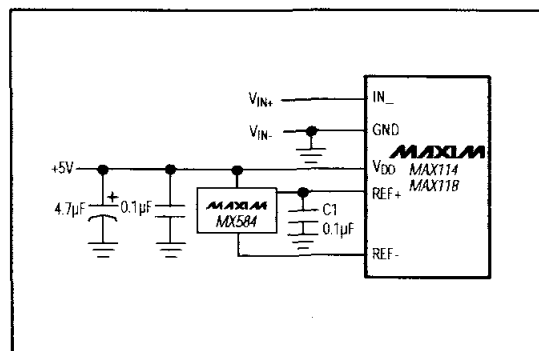 VIN+
IN_
VIN-
GND
+5V
VDD
MAXIM
MAX114
MAX118
4.7µF
+
0.1µF
MAXIM
MX584
REF+
C1
0.1µF
REF-